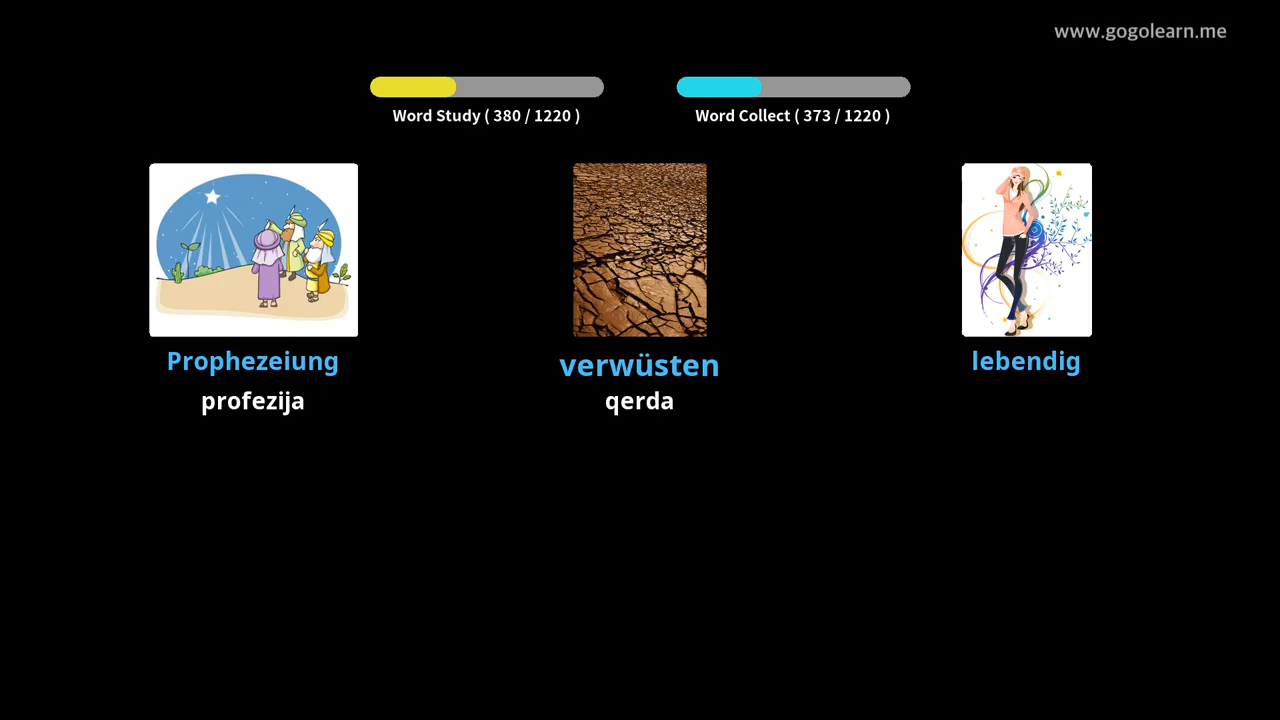 www.gogolearn.me
Word Study ( 380 / 1220 )
Word Collect ( 373 / 1220 )
Prophezeiung
verwüsten
lebendig
profezija
qerda